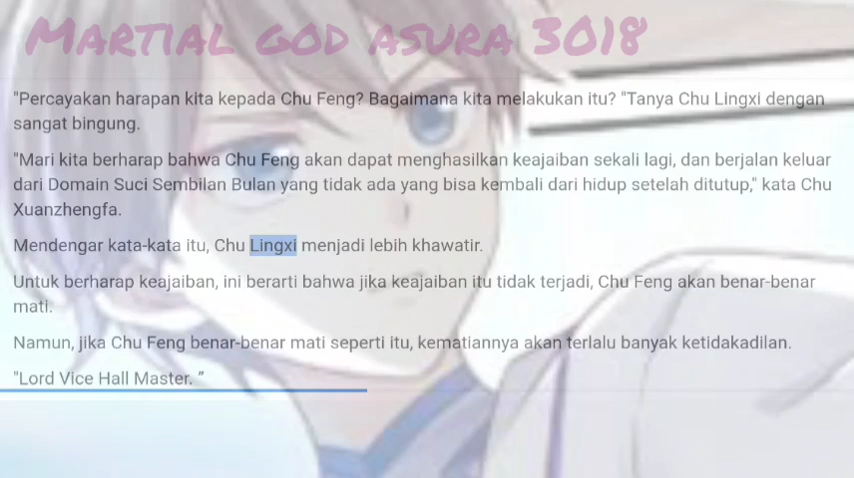 Martial god asura 3018
"Percayakan harapan kita kepada Chu Feng? Bagaimana kita melakukan itu? "Tanya Chu Lingxi dengan
sangat bingung.
"Mari kita berharap bahwa Chu Feng akan dapat menghasilkan keajaiban sekali lagi, dan berjalan keluar
dari Domain Suci Sembilan Bulan yang tidak ada yang bisa kembali dari hidup setelah ditutup," kata Chu
Xuanzhengfa.
Mendengar kata-kata itu, Chu Lingxi menjadi lebih khawatir.
Untuk berharap keajaiban, ini berarti bahwa jika keajaiban itu tidak terjadi, Chu Feng akan benar-benar
mati.
Namun, jika Chu Feng benar-benar mati seperti itu, kematiannya akan terlalu banyak ketidakadilan.
"Lord Vice Hall Master. ”